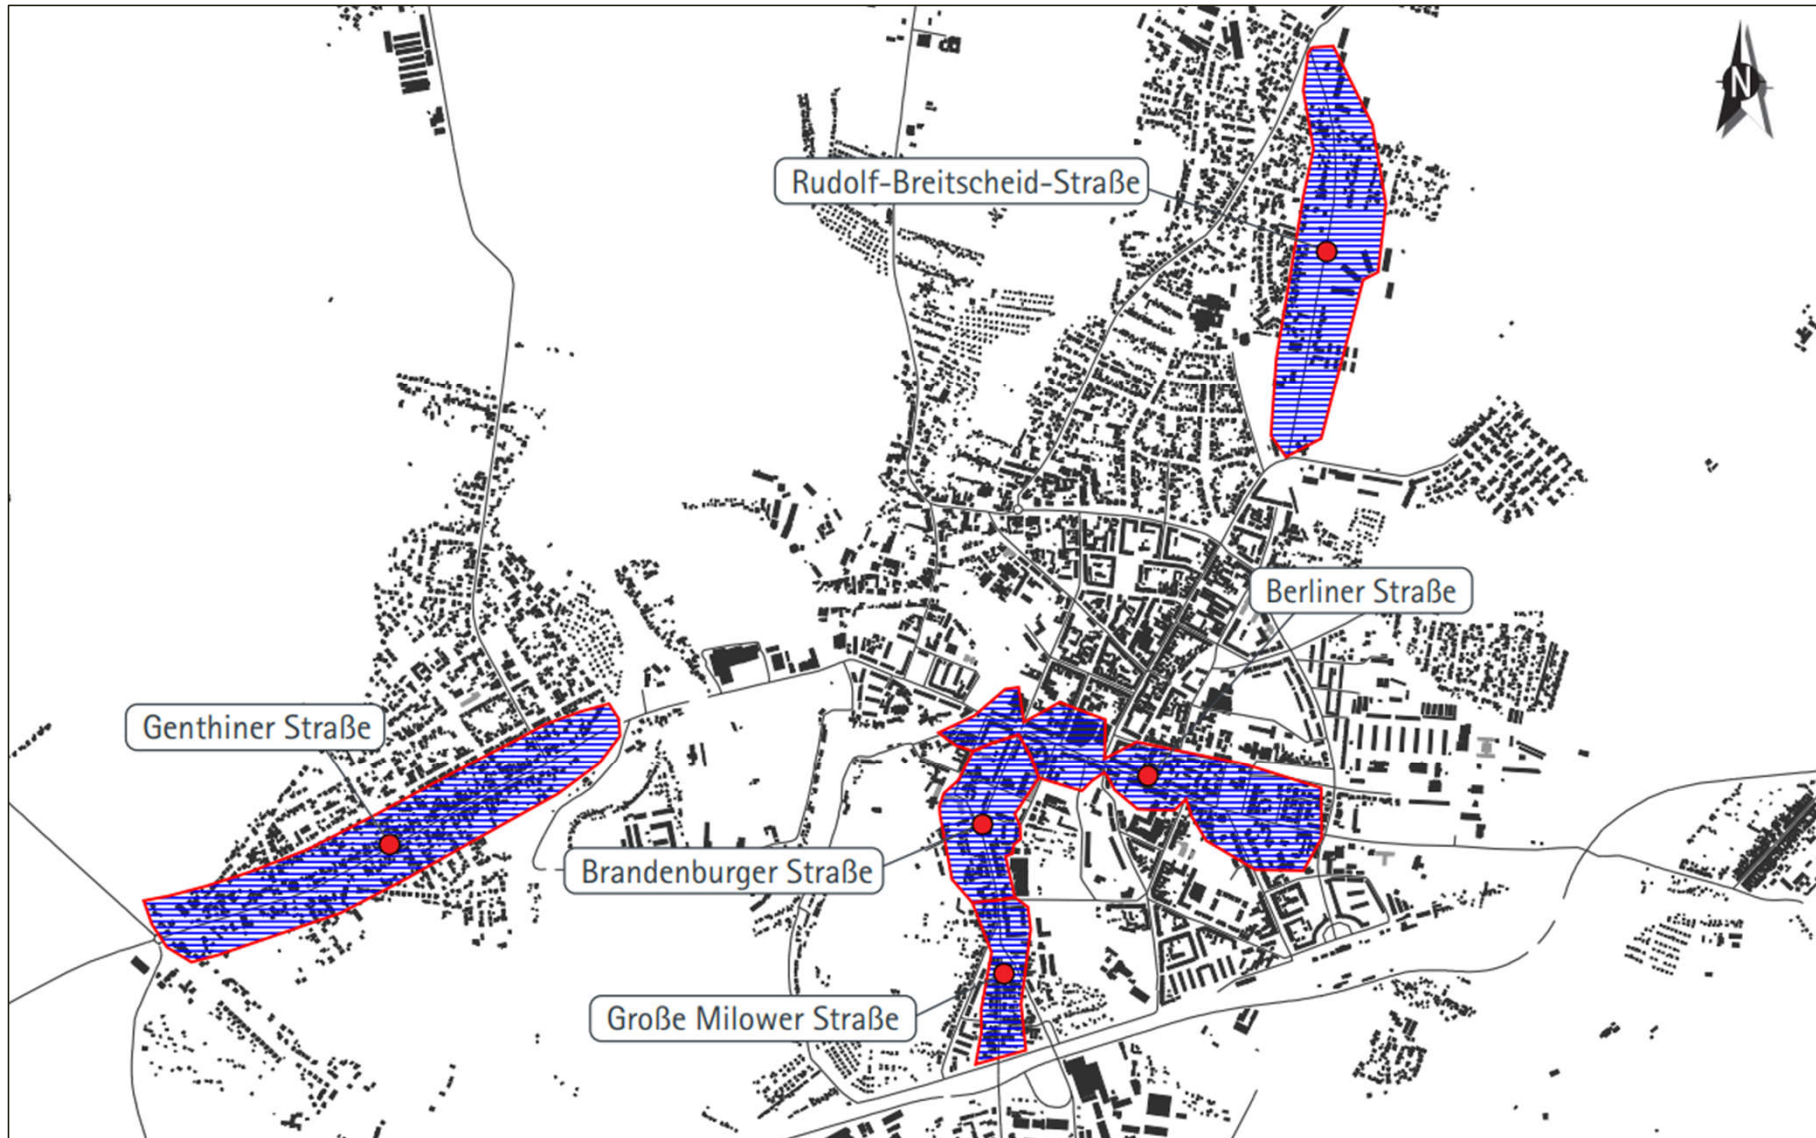 N
Rudolf-Breitscheid-Straße
Berliner Straße
Genthiner Straße
Brandenburger Straße
Große Milower Straße